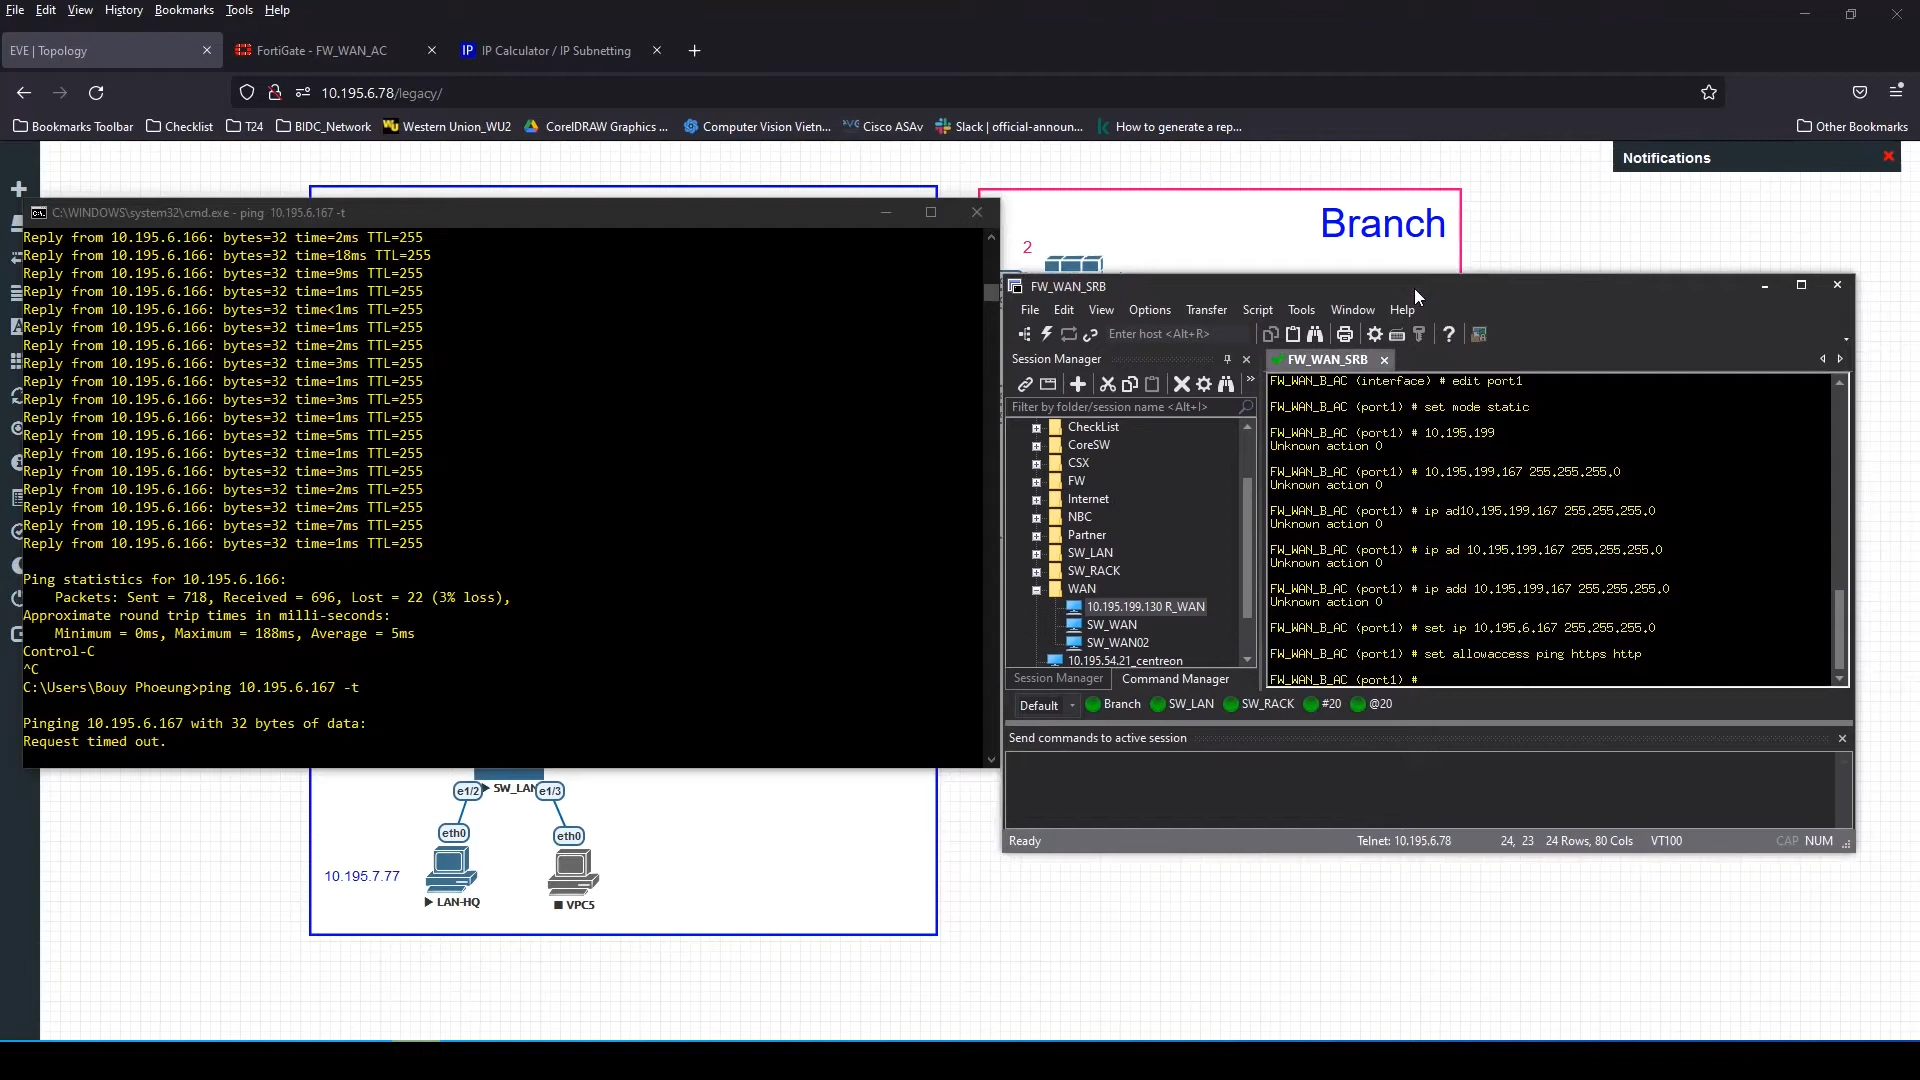 File Edit View History Bookmarks Tools Help
EVE | Topology
FortiGate - FW_WAN_AC
IP IP Calculator / IP Subnetting
10.195.6.78/legacy/
Bookmarks Toolbar Checklist T24 BIDC_Network Western Union_WU2 CorelDRAW Graphics ... Computer Vision Vietn... Cisco ASAv Slack | official-announ... How to generate a rep... Other Bookmarks
Notifications
Branch
2
C:\WINDOWS\system32\cmd.exe - ping 10.195.6.167 -t
Reply from 10.195.6.166: bytes=32 time=2ms TTL=255
Reply from 10.195.6.166: bytes=32 time=18ms TTL=255
Reply from 10.195.6.166: bytes=32 time=9ms TTL=255
Reply from 10.195.6.166: bytes=32 time=1ms TTL=255
Reply from 10.195.6.166: bytes=32 time<1ms TTL=255
Reply from 10.195.6.166: bytes=32 time=1ms TTL=255
Reply from 10.195.6.166: bytes=32 time=2ms TTL=255
Reply from 10.195.6.166: bytes=32 time=3ms TTL=255
Reply from 10.195.6.166: bytes=32 time=1ms TTL=255
Reply from 10.195.6.166: bytes=32 time=3ms TTL=255
Reply from 10.195.6.166: bytes=32 time=1ms TTL=255
Reply from 10.195.6.166: bytes=32 time=5ms TTL=255
Reply from 10.195.6.166: bytes=32 time=1ms TTL=255
Reply from 10.195.6.166: bytes=32 time=3ms TTL=255
Reply from 10.195.6.166: bytes=32 time=2ms TTL=255
Reply from 10.195.6.166: bytes=32 time=2ms TTL=255
Reply from 10.195.6.166: bytes=32 time=7ms TTL=255
Reply from 10.195.6.166: bytes=32 time=1ms TTL=255
Ping statistics for 10.195.6.166:
Packets: Sent = 718, Received = 696, Lost = 22 (3% loss),
Approximate round trip times in milli-seconds:
Minimum = 0ms, Maximum = 188ms, Average = 5ms
Control-C
^C
C:\Users\Bouy Phoeung>ping 10.195.6.167 -t
Pinging 10.195.6.167 with 32 bytes of data:
Request timed out.
e1/2 SW_LAN e1/3
eth0 eth0
10.195.7.77
LAN-HQ VPC5
FW_WAN_SRB
File Edit View Options Transfer Script Tools Window Help
Enter host <Alt+R>
Session Manager
Filter by folder/session name <Alt+I>
CheckList
CoreSW
CSX
FW
Internet
NBC
Partner
SW_LAN
SW_RACK
WAN
10.195.199.130 R_WAN
SW_WAN
SW_WAN02
10.195.54.21_centreon
Session Manager Command Manager
FW_WAN_SRB
FW_WAN_B_AC (interface) # edit port1
FW_WAN_B_AC (port1) # set mode static
FW_WAN_B_AC (port1) # 10.195.199
Unknown action 0
FW_WAN_B_AC (port1) # 10.195.199.167 255.255.255.0
Unknown action 0
FW_WAN_B_AC (port1) # ip ad10.195.199.167 255.255.255.0
Unknown action 0
FW_WAN_B_AC (port1) # ip ad 10.195.199.167 255.255.255.0
Unknown action 0
FW_WAN_B_AC (port1) # ip add 10.195.199.167 255.255.255.0
Unknown action 0
FW_WAN_B_AC (port1) # set ip 10.195.6.167 255.255.255.0
FW_WAN_B_AC (port1) # set allowaccess ping https http
FW_WAN_B_AC (port1) #
Default Branch SW_LAN SW_RACK #20 @20
Send commands to active session
Ready Telnet: 10.195.6.78 24, 23 24 Rows, 80 Cols VT100 CAP NUM